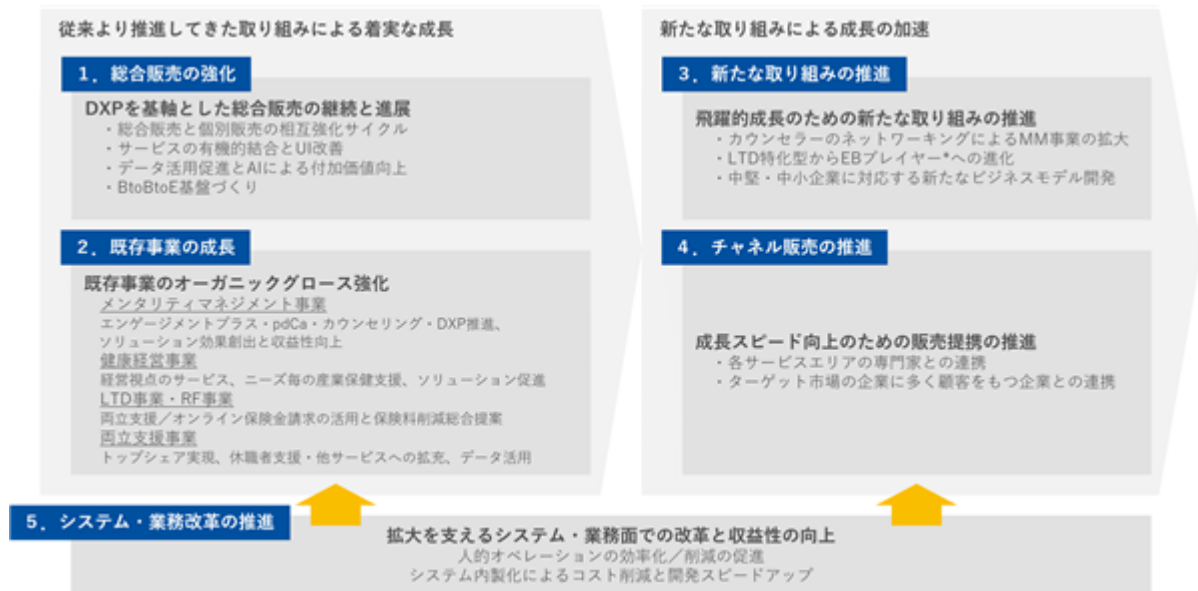 従来より推進してきた取り組みによる着実な成長
1．総合販売の強化
DXPを基軸とした総合販売の継続と進展
・総合販売と個別販売の相互強化サイクル
・サービスの有機的結合とUI改善
・データ活用促進とAIによる付加価値向上
・BtoBtoE基盤づくり
2．既存事業の成長
既存事業のオーガニックグロース強化
メンタリティマネジメント事業
エンゲージメントプラス・pdCa・カウンセリング・DXP推進、
ソリューション効果創出と収益性向上
健康経営事業
経営視点のサービス、ニーズ毎の産業保健支援、ソリューション促進
LTD事業・RF事業
両立支援／オンライン保険金請求の活用と保険料削減総合提案
両立支援事業
トップシェア実現、休職者支援・他サービスへの拡充、データ活用
新たな取り組みによる成長の加速
3．新たな取り組みの推進
飛躍的成長のための新たな取り組みの推進
・カウンセラーのネットワーキングによるMM事業の拡大
・LTD特化型からEBプレイヤー*への進化
・中堅・中小企業に対応する新たなビジネスモデル開発
4．チャネル販売の推進
成長スピード向上のための販売提携の推進
・各サービスエリアの専門家との連携
・ターゲット市場の企業に多く顧客をもつ企業との連携
5．システム・業務改革の推進
拡大を支えるシステム・業務面での改革と収益性の向上
人的オペレーションの効率化／削減の促進
システム内製化によるコスト削減と開発スピードアップ